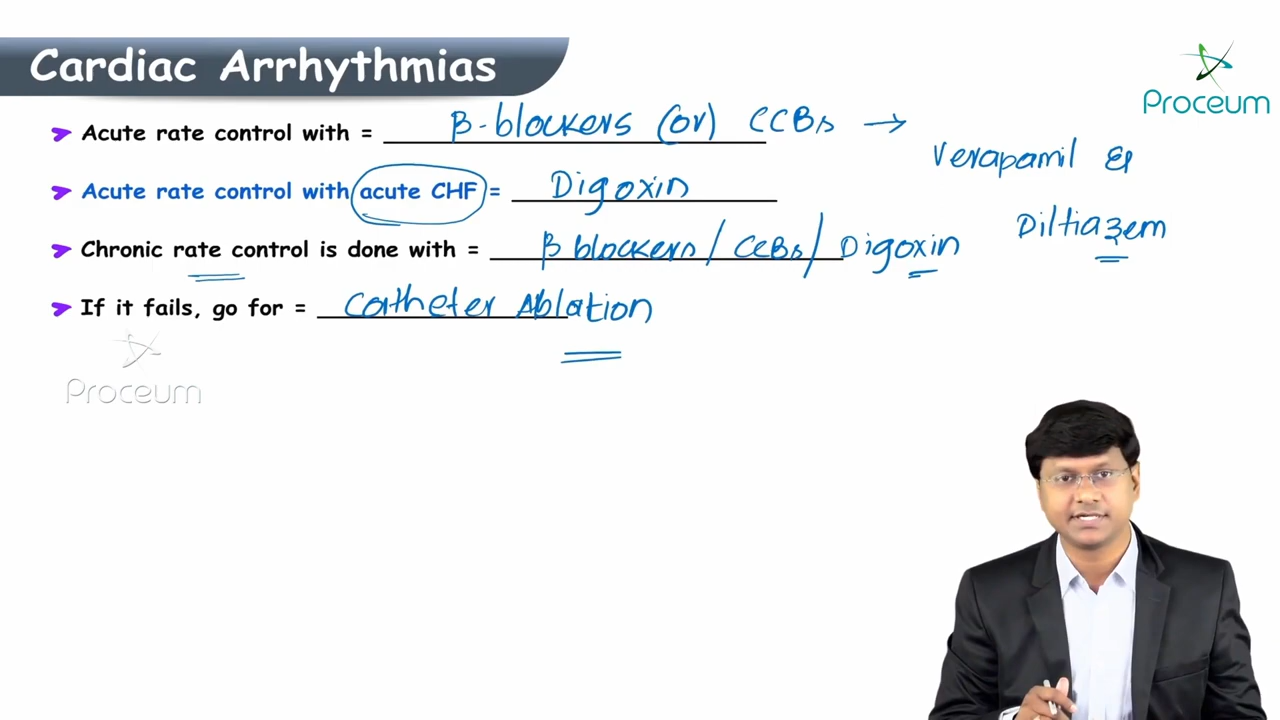 Cardiac Arrhythmias
Proceum
➤ Acute rate control with = β-blockers (or) CCBs →
Verapamil &
➤ Acute rate control with acute CHF = Digoxin
Diltiazem
➤ Chronic rate control is done with = β blockers / CCBs / Digoxin
➤ If it fails, go for = Catheter Ablation
Proceum